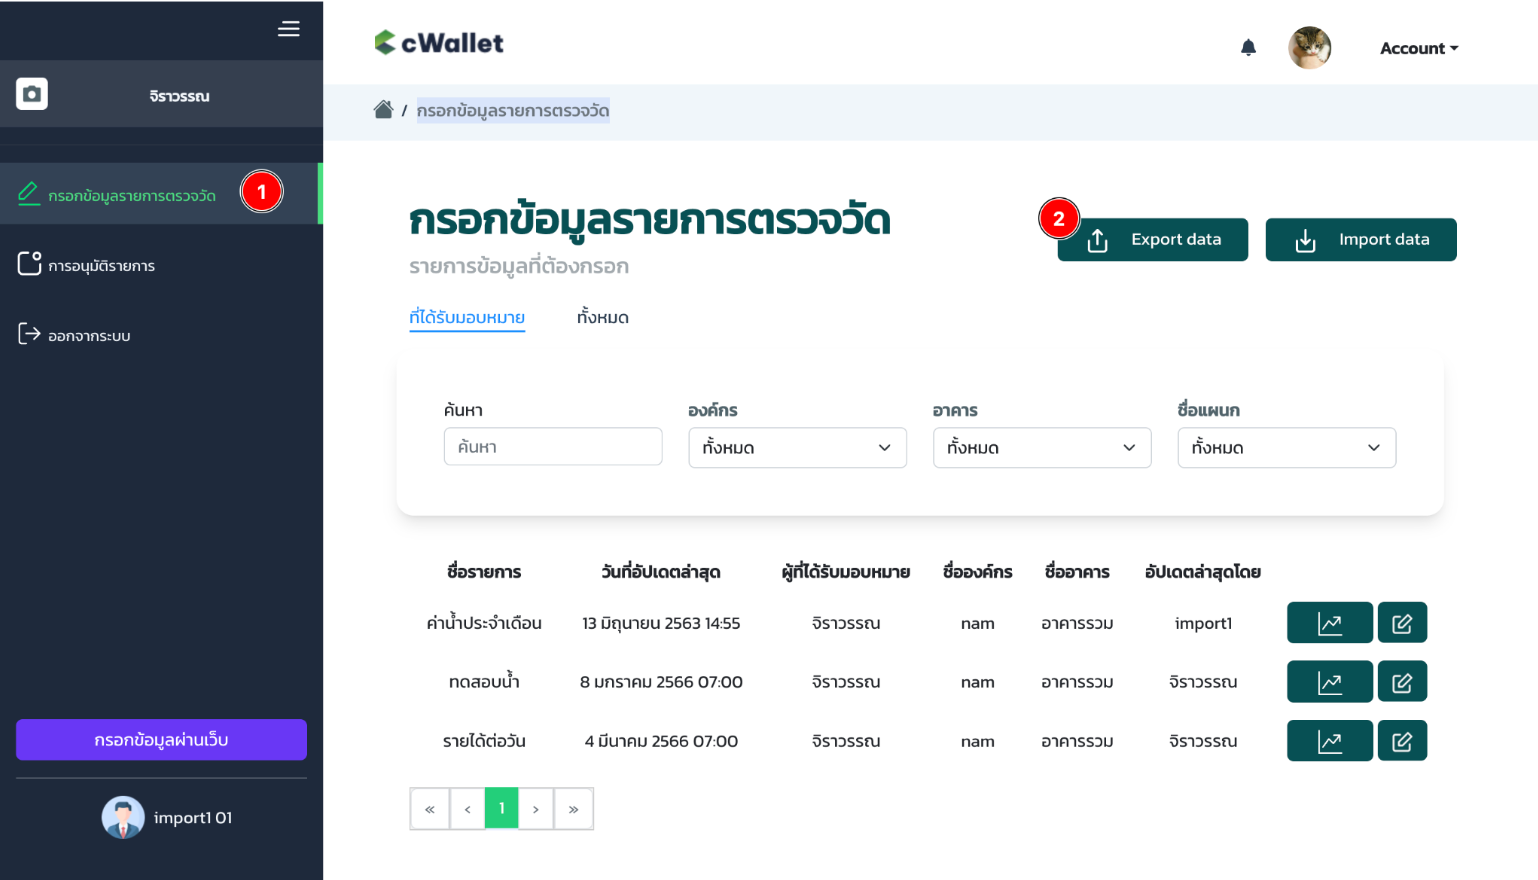 cWallet
Account
จิราวรรณ
/ กรอกข้อมูลรายการตรวจวัด
กรอกข้อมูลรายการตรวจวัด 1
การอนุมัติรายการ
ออกจากระบบ
กรอกข้อมูลผ่านเว็บ
import1 01
กรอกข้อมูลรายการตรวจวัด
รายการข้อมูลที่ต้องกรอก
2 Export data Import data
ที่ได้รับมอบหมาย ทั้งหมด
ค้นหา องค์กร อาคาร ชื่อแผนก
ค้นหา ทั้งหมด ทั้งหมด ทั้งหมด
ชื่อรายการ วันที่อัปเดตล่าสุด ผู้ที่ได้รับมอบหมาย ชื่อองค์กร ชื่ออาคาร อัปเดตล่าสุดโดย
ค่าน้ำประจำเดือน 13 มิถุนายน 2563 14:55 จิราวรรณ nam อาคารรวม import1
ทดสอบน้ำ 8 มกราคม 2566 07:00 จิราวรรณ nam อาคารรวม จิราวรรณ
รายได้ต่อวัน 4 มีนาคม 2566 07:00 จิราวรรณ nam อาคารรวม จิราวรรณ
« ‹ 1 › »